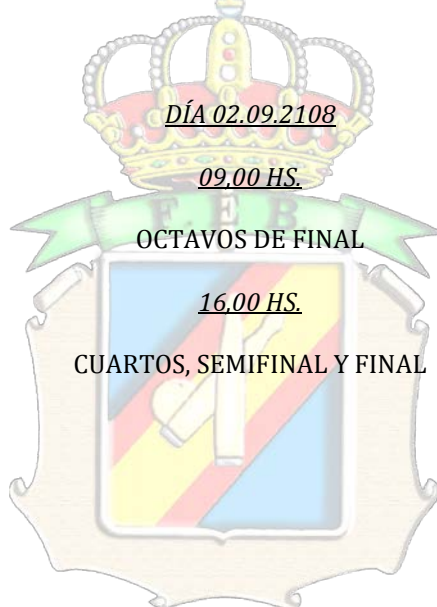 DÍA 02.09.2108
09,00 HS.
F. E B
OCTAVOS DE FINAL
16,00 HS.
CUARTOS, SEMIFINAL Y FINAL